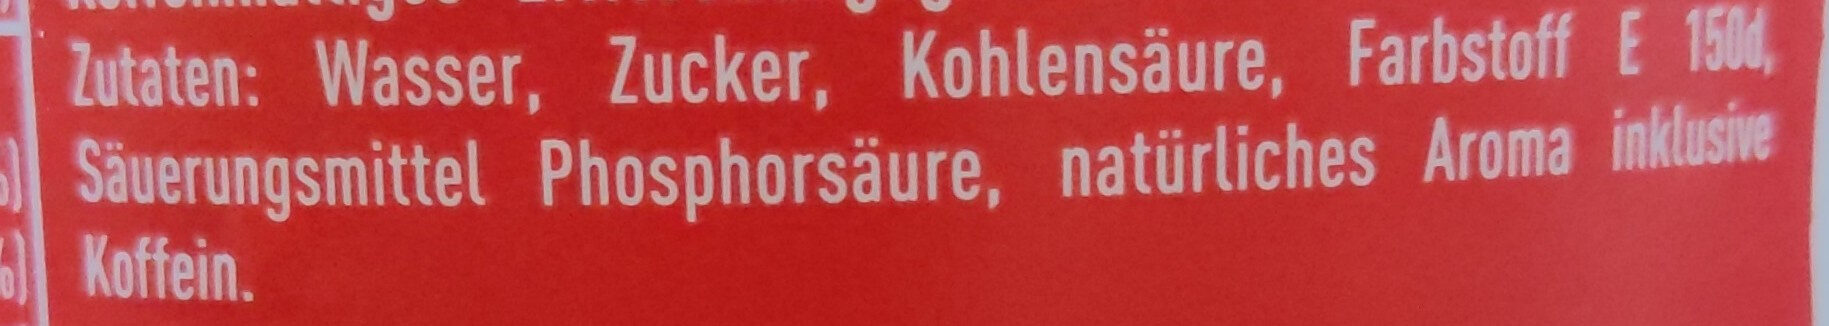 Zutaten: Wasser, Zucker, Kohlensäure, Farbstoff E 150d,
Säuerungsmittel Phosphorsäure, natürliches Aroma inklusive
Koffein.